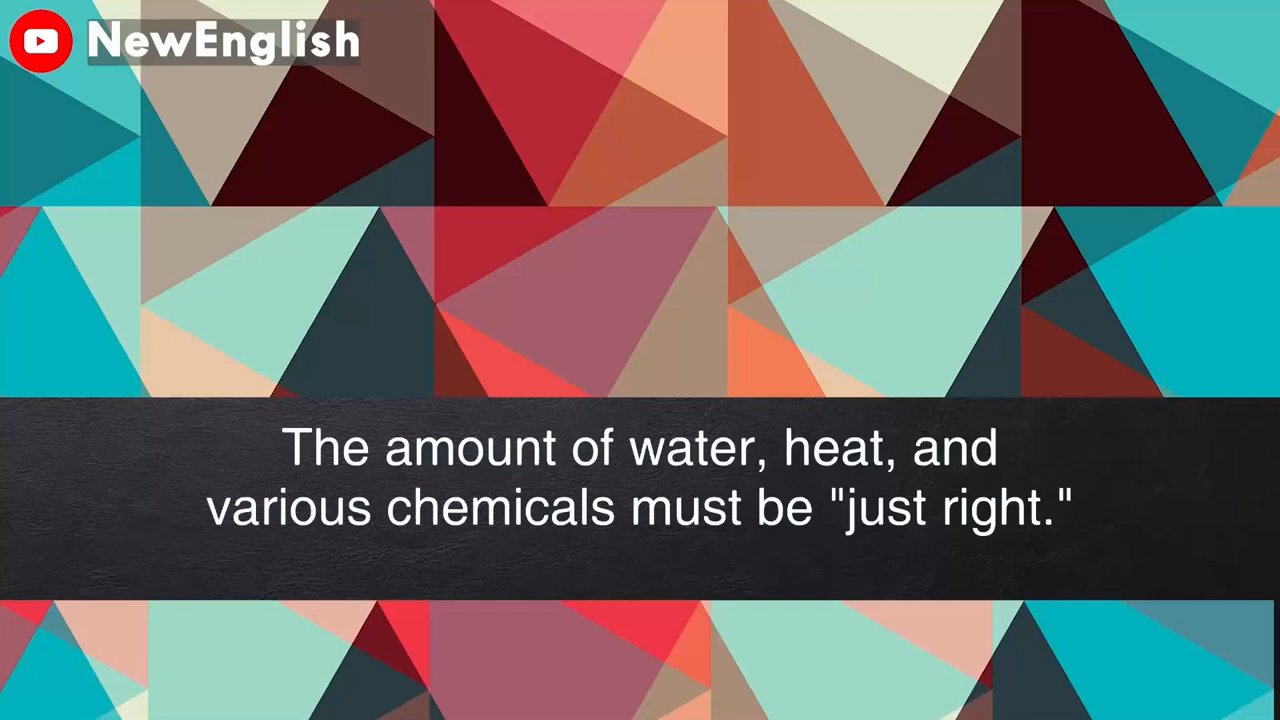 NewEnglish
The amount of water, heat, and
various chemicals must be "just right."